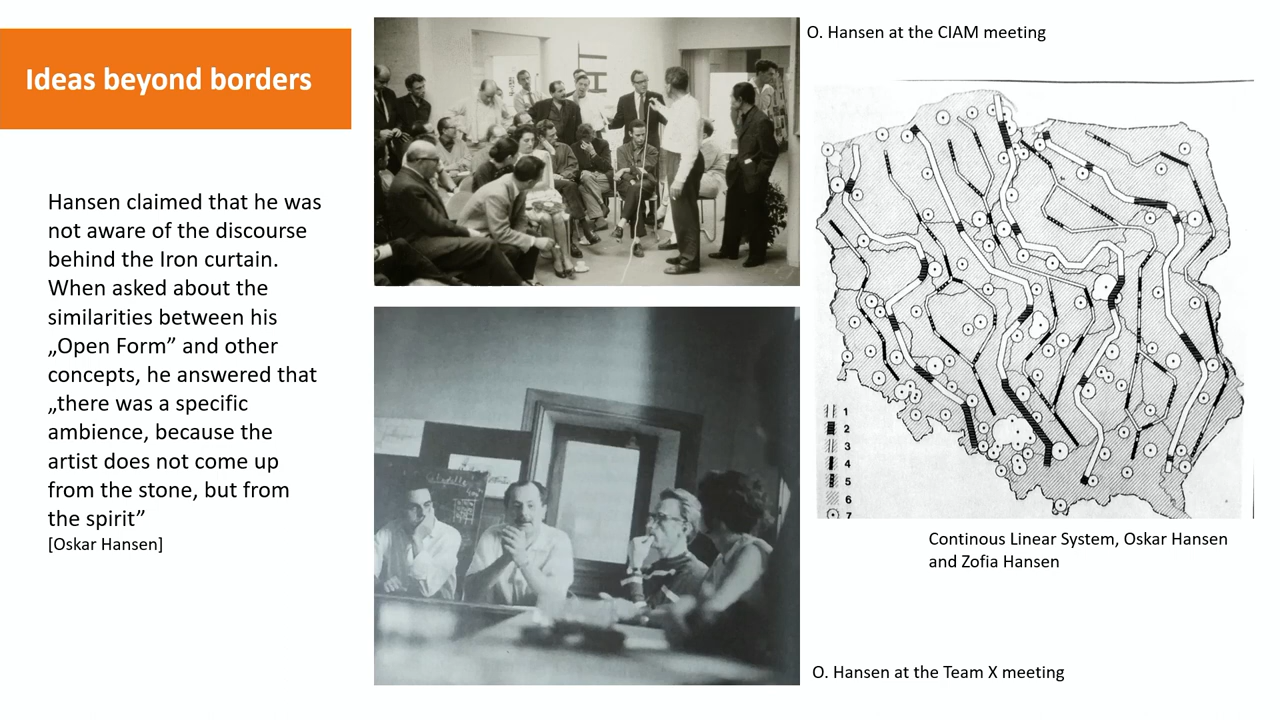 Ideas beyond borders
Hansen claimed that he was
not aware of the discourse
behind the Iron curtain.
When asked about the
similarities between his
„Open Form” and other
concepts, he answered that
„there was a specific
ambience, because the
artist does not come up
from the stone, but from
the spirit”
[Oskar Hansen]
O. Hansen at the CIAM meeting
1
2
3
4
5
6
7
Continous Linear System, Oskar Hansen
and Zofia Hansen
O. Hansen at the Team X meeting